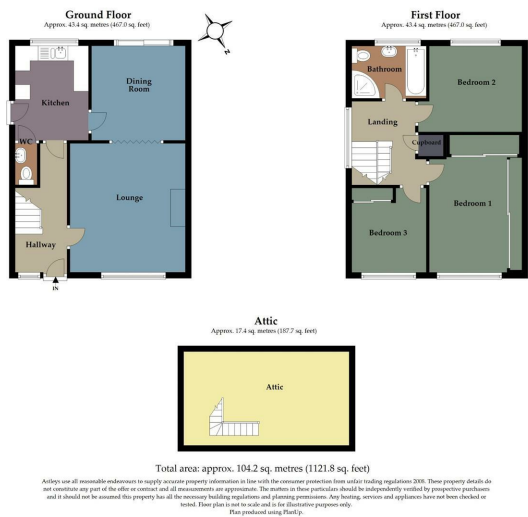 Ground Floor
Approx. 43.4 sq. metres (467.0 sq. feet)
First Floor
Approx. 43.4 sq. metres (467.0 sq. feet)
N
Dining
Room
Kitchen
WC
Lounge
Hallway
IN
Bathroom
Bedroom 2
Landing
Cupboard
Bedroom 1
Bedroom 3
Attic
Approx. 17.4 sq. metres (187.7 sq. feet)
Attic
Total area: approx. 104.2 sq. metres (1121.8 sq. feet)
Astleys use all reasonable endeavours to supply accurate property information in line with the consumer protection from unfair trading regulations 2008. These property details do
not constitute any part of the offer or contract and all measurements are approximate. The matters in these particulars should be independently verified by prospective purchasers
and it should not be assumed this property has all the necessary building regulations and planning permissions. Any heating, services and appliances have not been checked or
tested. Floor plan is not to scale and is for illustrative purposes only.
Plan produced using PlanUp.